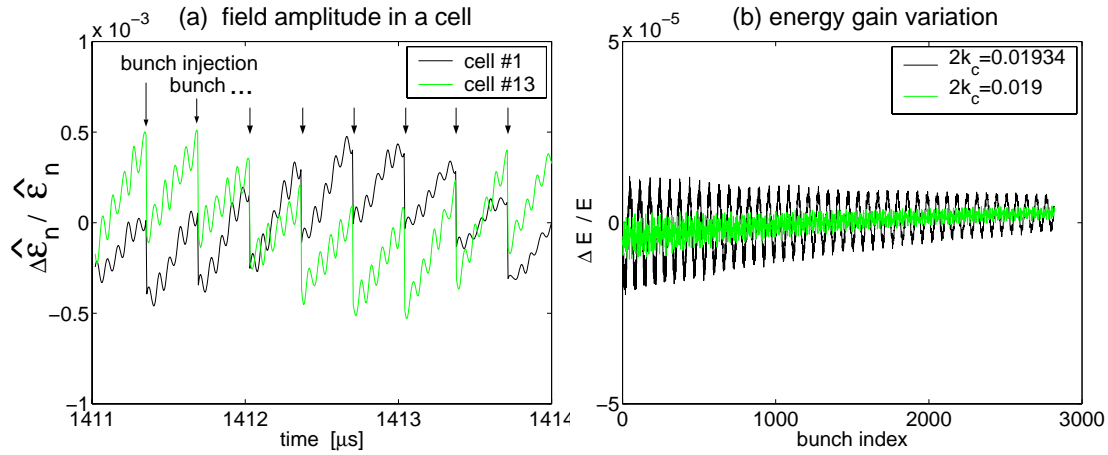 (a) field amplitude in a cell
x 10⁻³
1
0.5
0
−0.5
−1
1411
1412
1413
1414
time [μs]
Δε̂ₙ / ε̂ₙ
bunch injection
bunch ...
cell #1
cell #13
(b) energy gain variation
x 10⁻⁵
5
0
−5
0
1000
2000
3000
bunch index
Δ E / E
2k_c=0.01934
2k_c=0.019